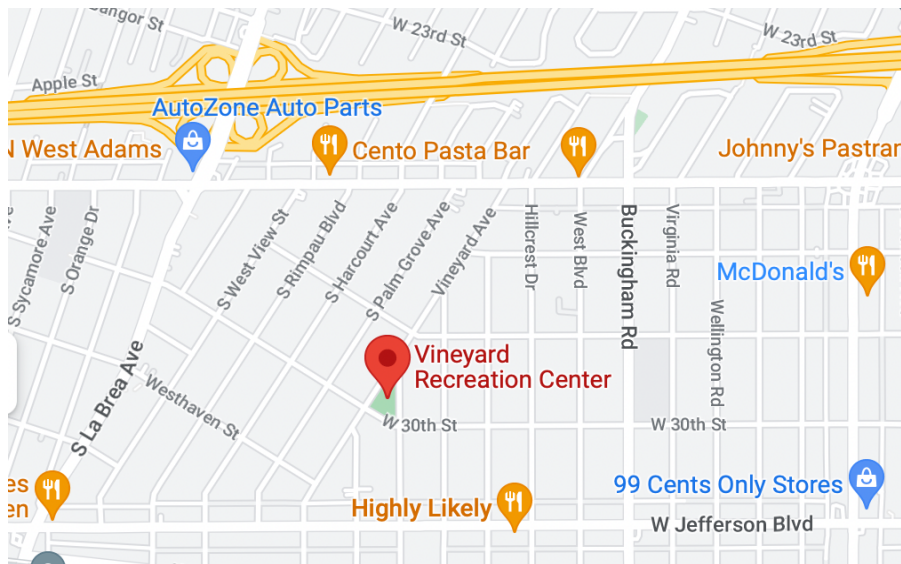 Bangor St
W 23rd St
W 23rd St
Apple St
AutoZone Auto Parts
N West Adams
Cento Pasta Bar
Johnny's Pastran
S Sycamore Ave
S Orange Dr
S West View St
S Rimpau Blvd
S Harcourt Ave
S Palm Grove Ave
Vineyard Ave
Hillcrest Dr
West Blvd
Buckingham Rd
Virginia Rd
McDonald's
Wellington Rd
S La Brea Ave
Westhaven St
Vineyard
Recreation Center
W 30th St
W 30th St
es
en
Highly Likely
99 Cents Only Stores
W Jefferson Blvd